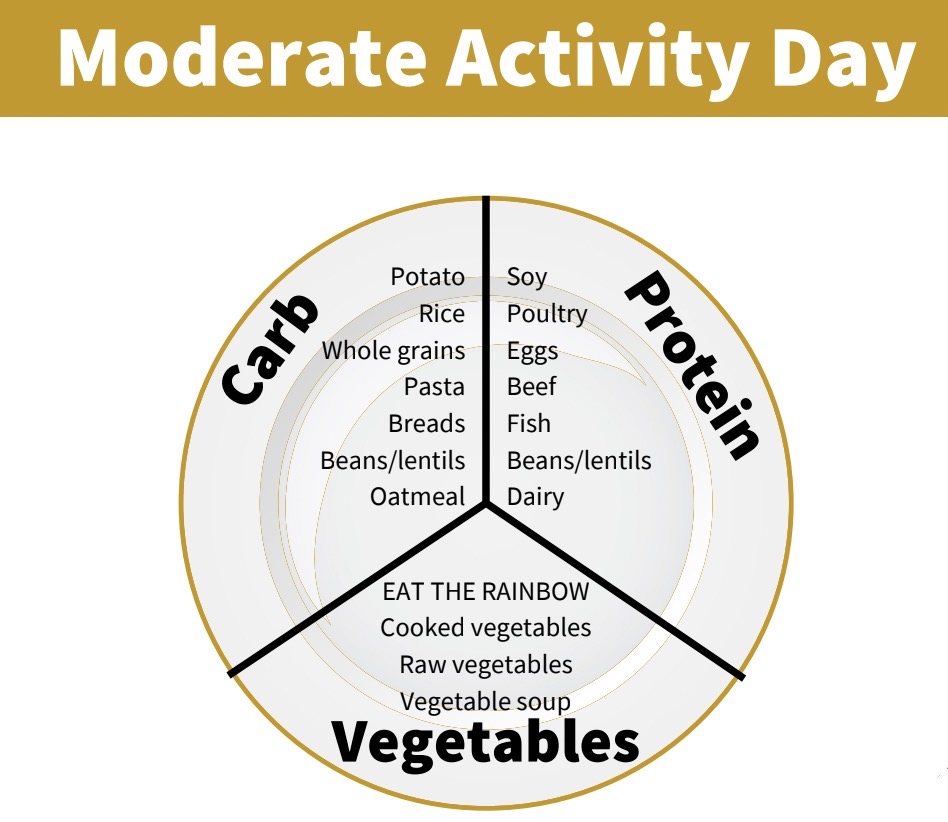 Moderate Activity Day
Carb
Potato
Rice
Whole grains
Pasta
Breads
Beans/lentils
Oatmeal
Protein
Soy
Poultry
Eggs
Beef
Fish
Beans/lentils
Dairy
EAT THE RAINBOW
Cooked vegetables
Raw vegetables
Vegetable soup
Vegetables